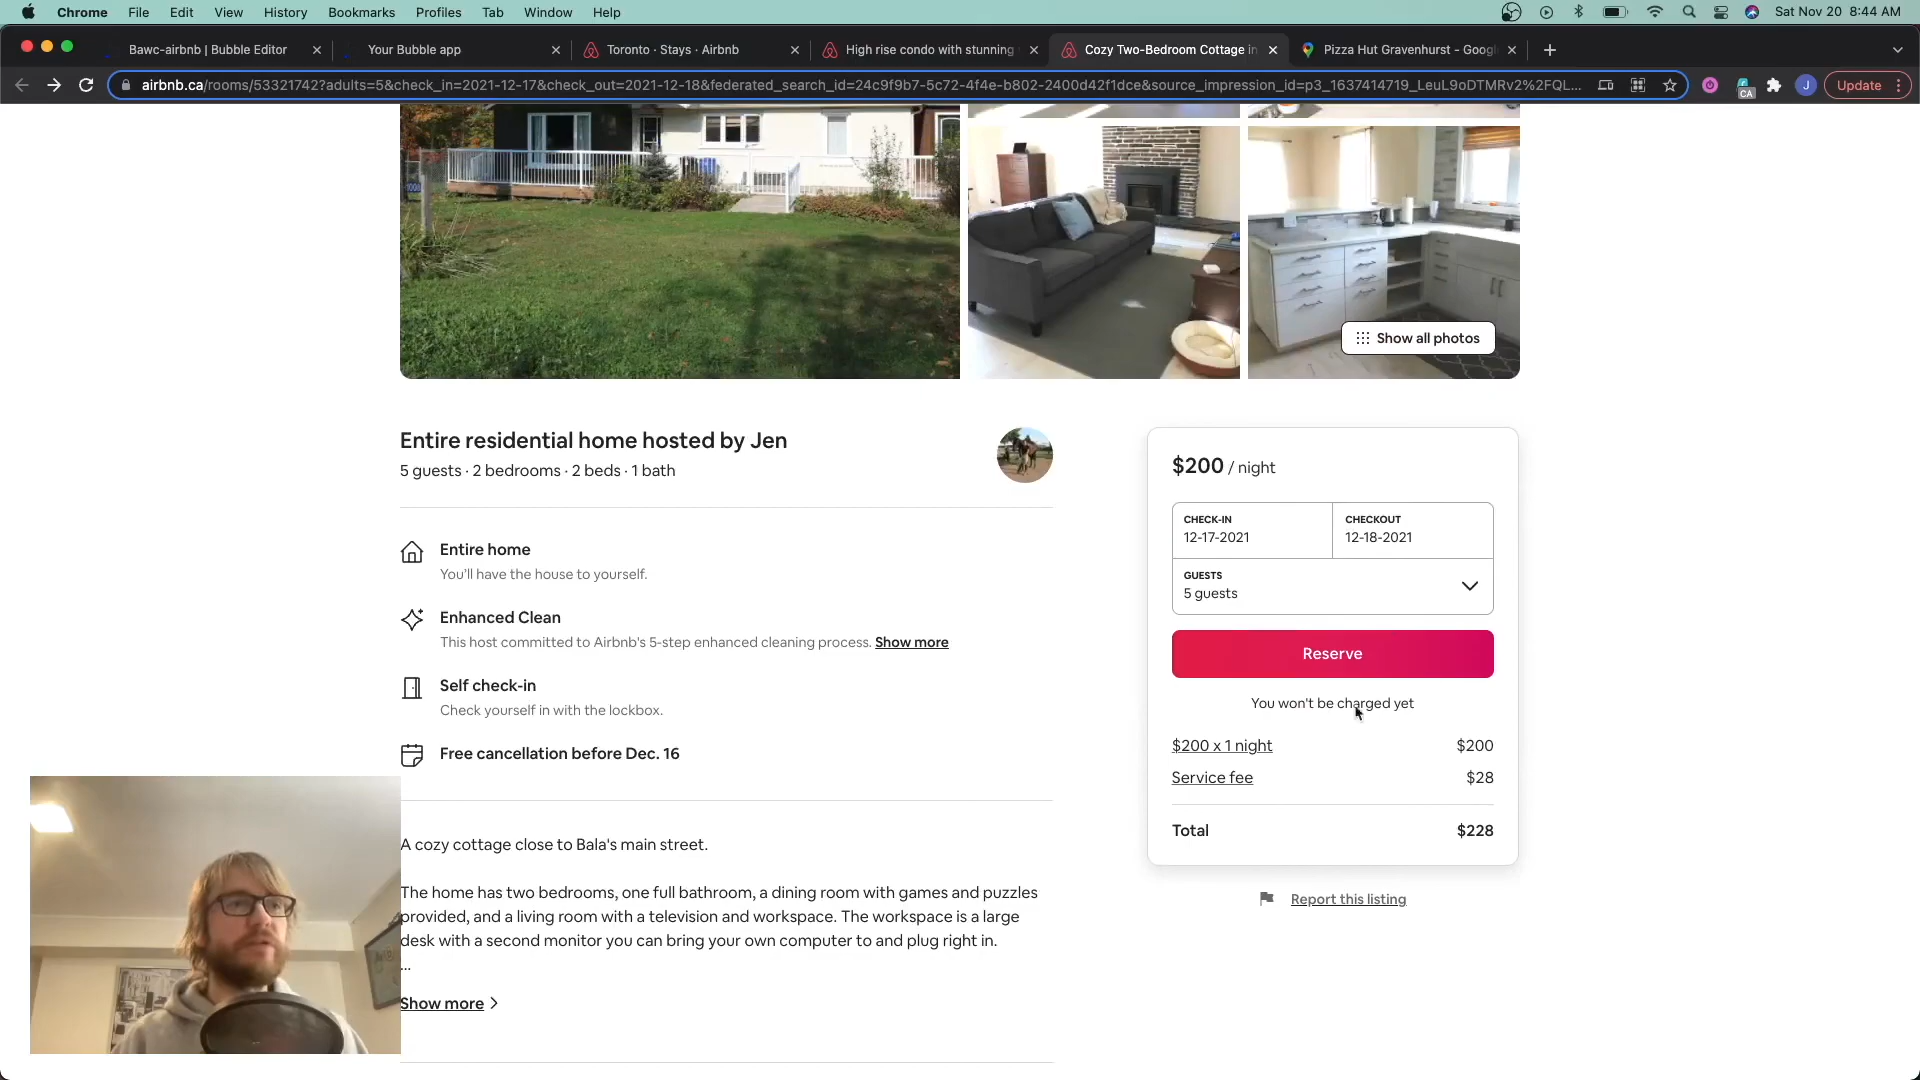 Chrome File Edit View History Bookmarks Profiles Tab Window Help
Sat Nov 20 8:44 AM
Bawc-airbnb | Bubble Editor
Your Bubble app
Toronto · Stays · Airbnb
High rise condo with stunning
Cozy Two-Bedroom Cottage in
Pizza Hut Gravenhurst - Googl
airbnb.ca/rooms/53321742?adults=5&check_in=2021-12-17&check_out=2021-12-18&federated_search_id=24c9f9b7-5c72-4f4e-b802-2400d42f1dce&source_impression_id=p3_1637414719_LeuL9oDTMRv2%2FQL...
CA
J
Update
Show all photos
Entire residential home hosted by Jen
5 guests · 2 bedrooms · 2 beds · 1 bath
Entire home
You'll have the house to yourself.
Enhanced Clean
This host committed to Airbnb's 5-step enhanced cleaning process. Show more
Self check-in
Check yourself in with the lockbox.
Free cancellation before Dec. 16
A cozy cottage close to Bala's main street.
The home has two bedrooms, one full bathroom, a dining room with games and puzzles
provided, and a living room with a television and workspace. The workspace is a large
desk with a second monitor you can bring your own computer to and plug right in.
...
Show more
$200 / night
CHECK-IN
12-17-2021
CHECKOUT
12-18-2021
GUESTS
5 guests
Reserve
You won't be charged yet
$200 x 1 night $200
Service fee $28
Total $228
Report this listing